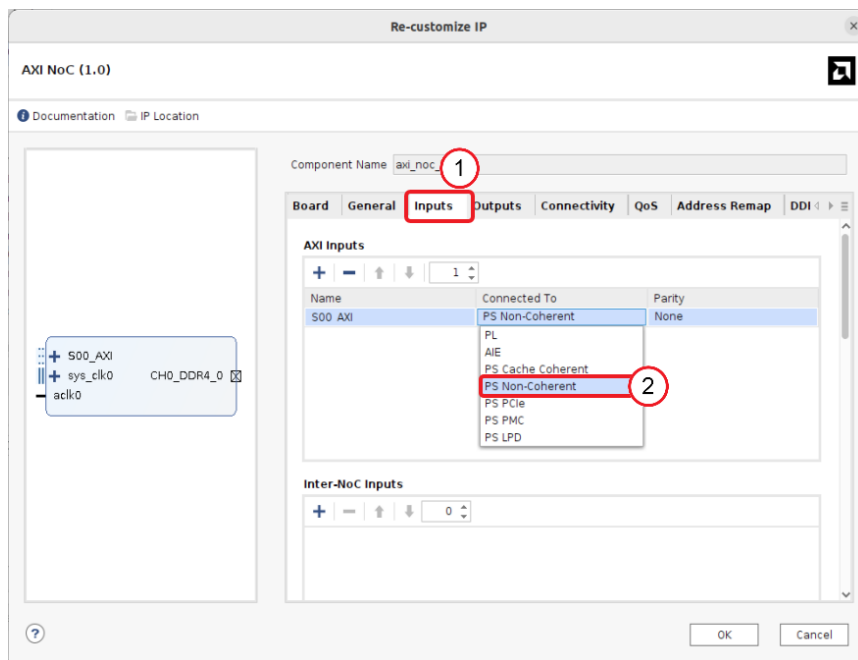 Re-customize IP
AXI NoC (1.0)
Documentation IP Location
Component Name axi_noc_
1
Board General Inputs Outputs Connectivity QoS Address Remap DDI
AXI Inputs
1
Name Connected To Parity
S00_AXI PS Non-Coherent None
PL
AIE
PS Cache Coherent
PS Non-Coherent 2
PS PCIe
PS PMC
PS LPD
S00_AXI
sys_clk0 CH0_DDR4_0
aclk0
Inter-NoC Inputs
0
? OK Cancel